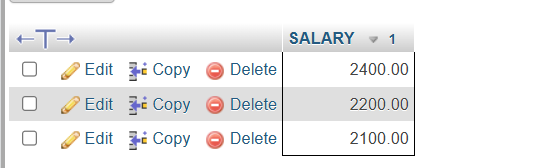 SALARY 1
Edit Copy Delete 2400.00
Edit Copy Delete 2200.00
Edit Copy Delete 2100.00